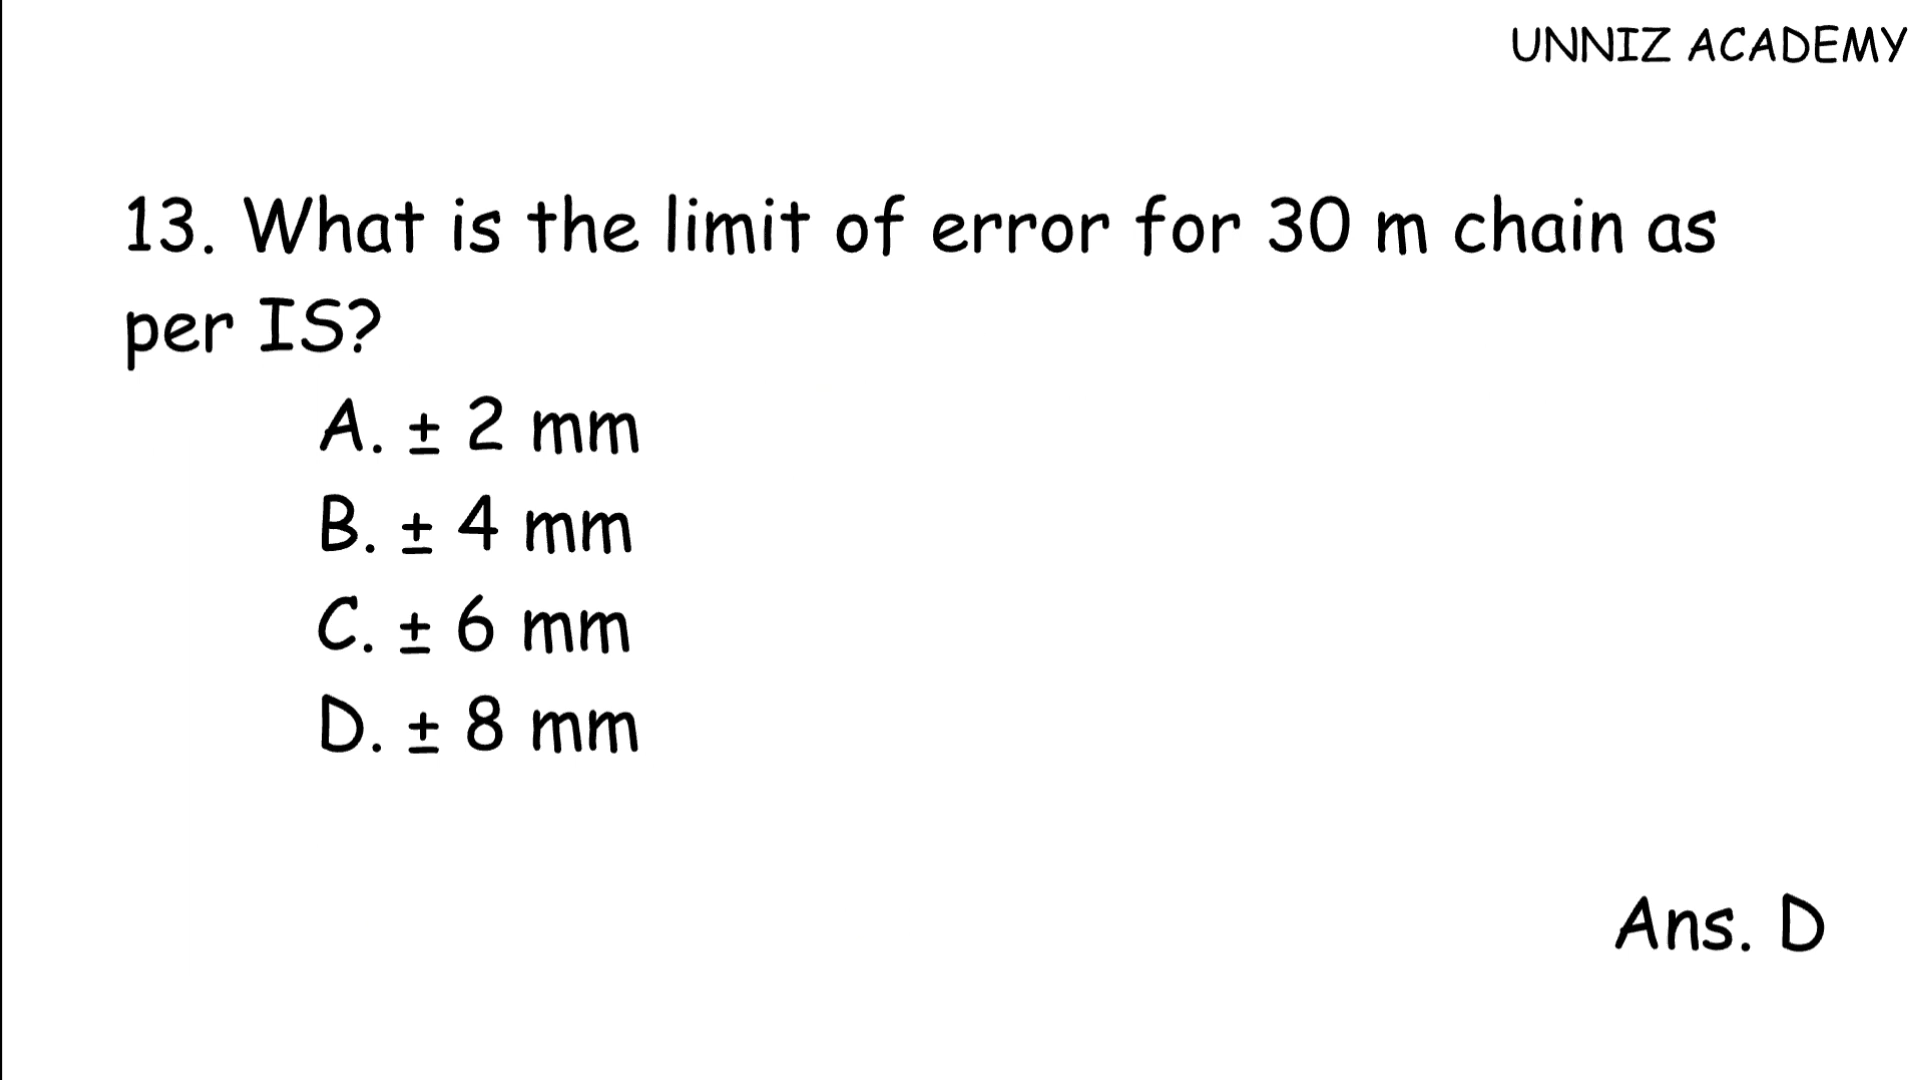 UNNIZ ACADEMY
13. What is the limit of error for 30 m chain as
per IS?
A. ± 2 mm
B. ± 4 mm
C. ± 6 mm
D. ± 8 mm
Ans. D